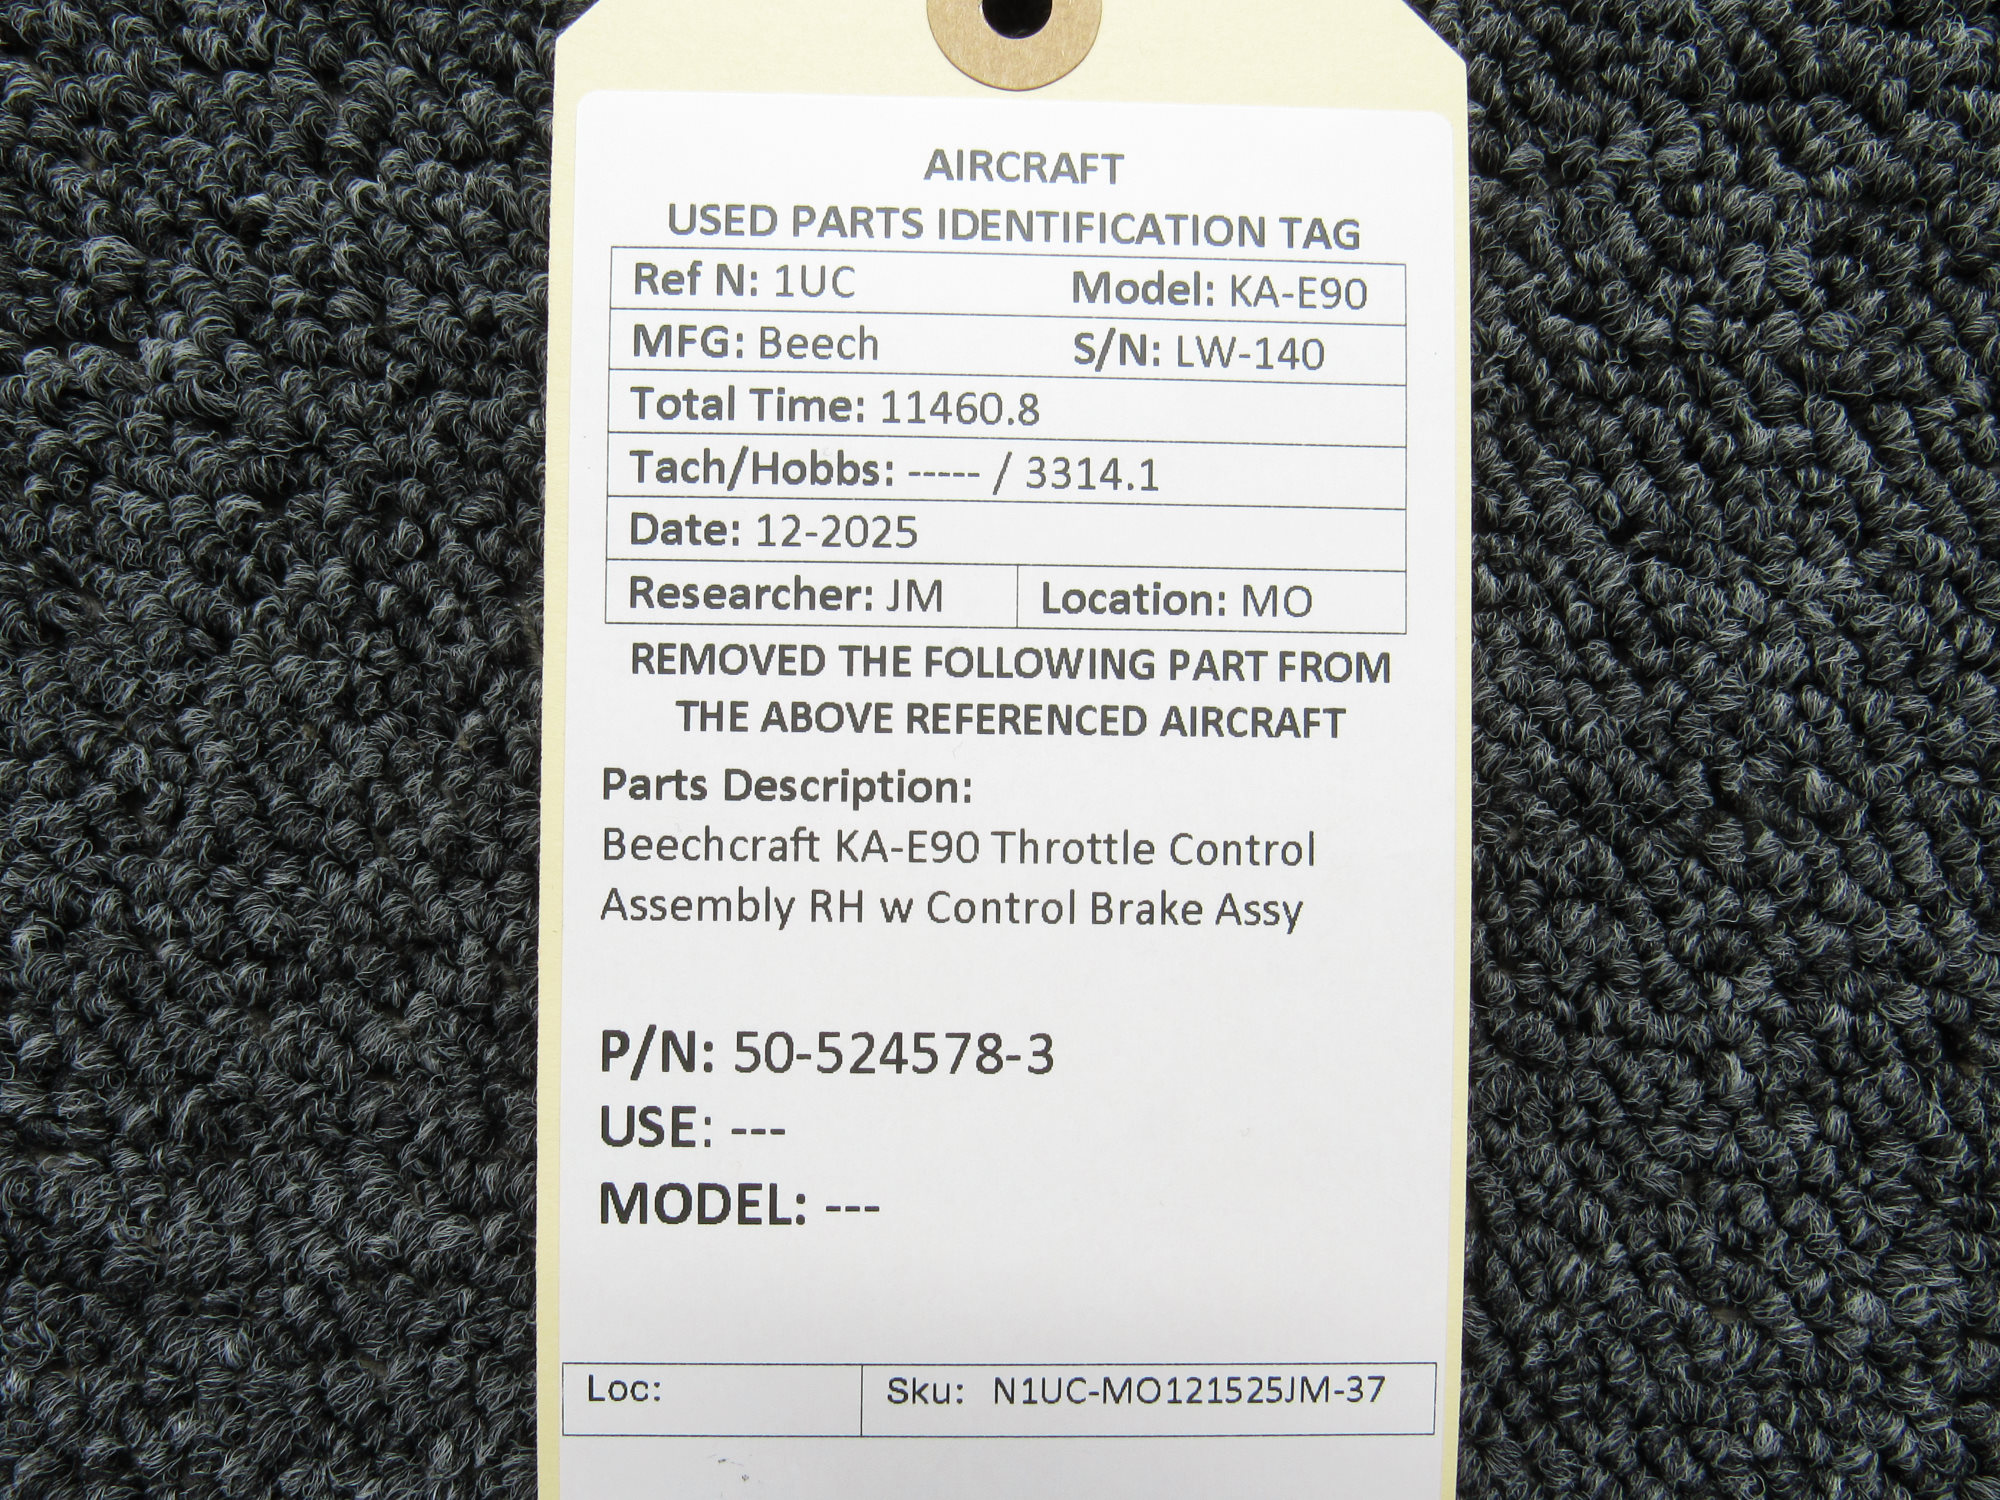 AIRCRAFT
USED PARTS IDENTIFICATION TAG
Ref N: 1UC Model: KA-E90
MFG: Beech S/N: LW-140
Total Time: 11460.8
Tach/Hobbs: ----- / 3314.1
Date: 12-2025
Researcher: JM Location: MO
REMOVED THE FOLLOWING PART FROM
THE ABOVE REFERENCED AIRCRAFT
Parts Description:
Beechcraft KA-E90 Throttle Control
Assembly RH w Control Brake Assy
P/N: 50-524578-3
USE: ---
MODEL: ---
Loc: Sku: N1UC-MO121525JM-37